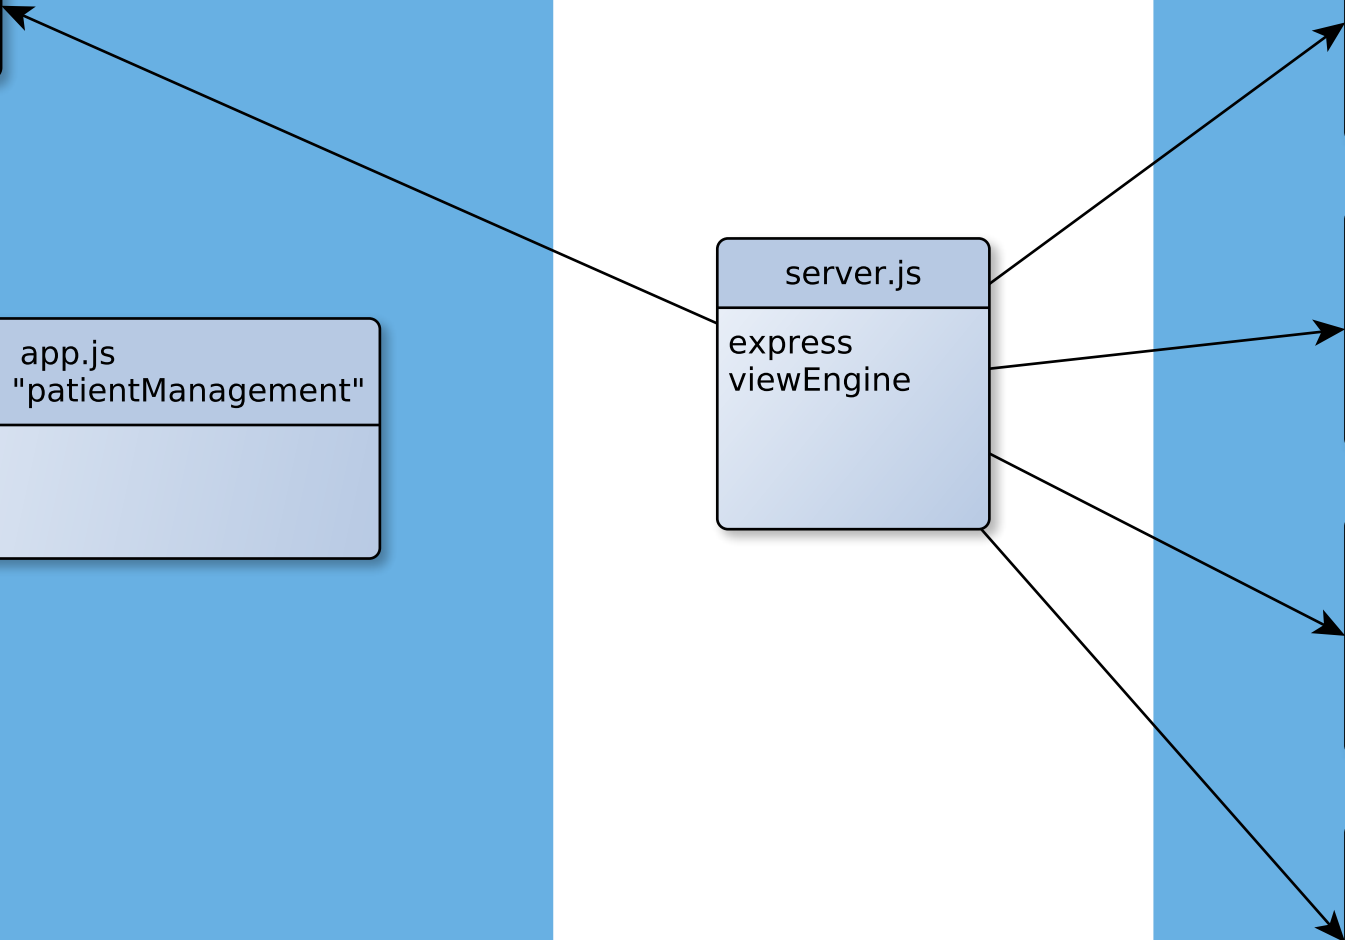 app.js
"patientManagement"
server.js
express
viewEngine